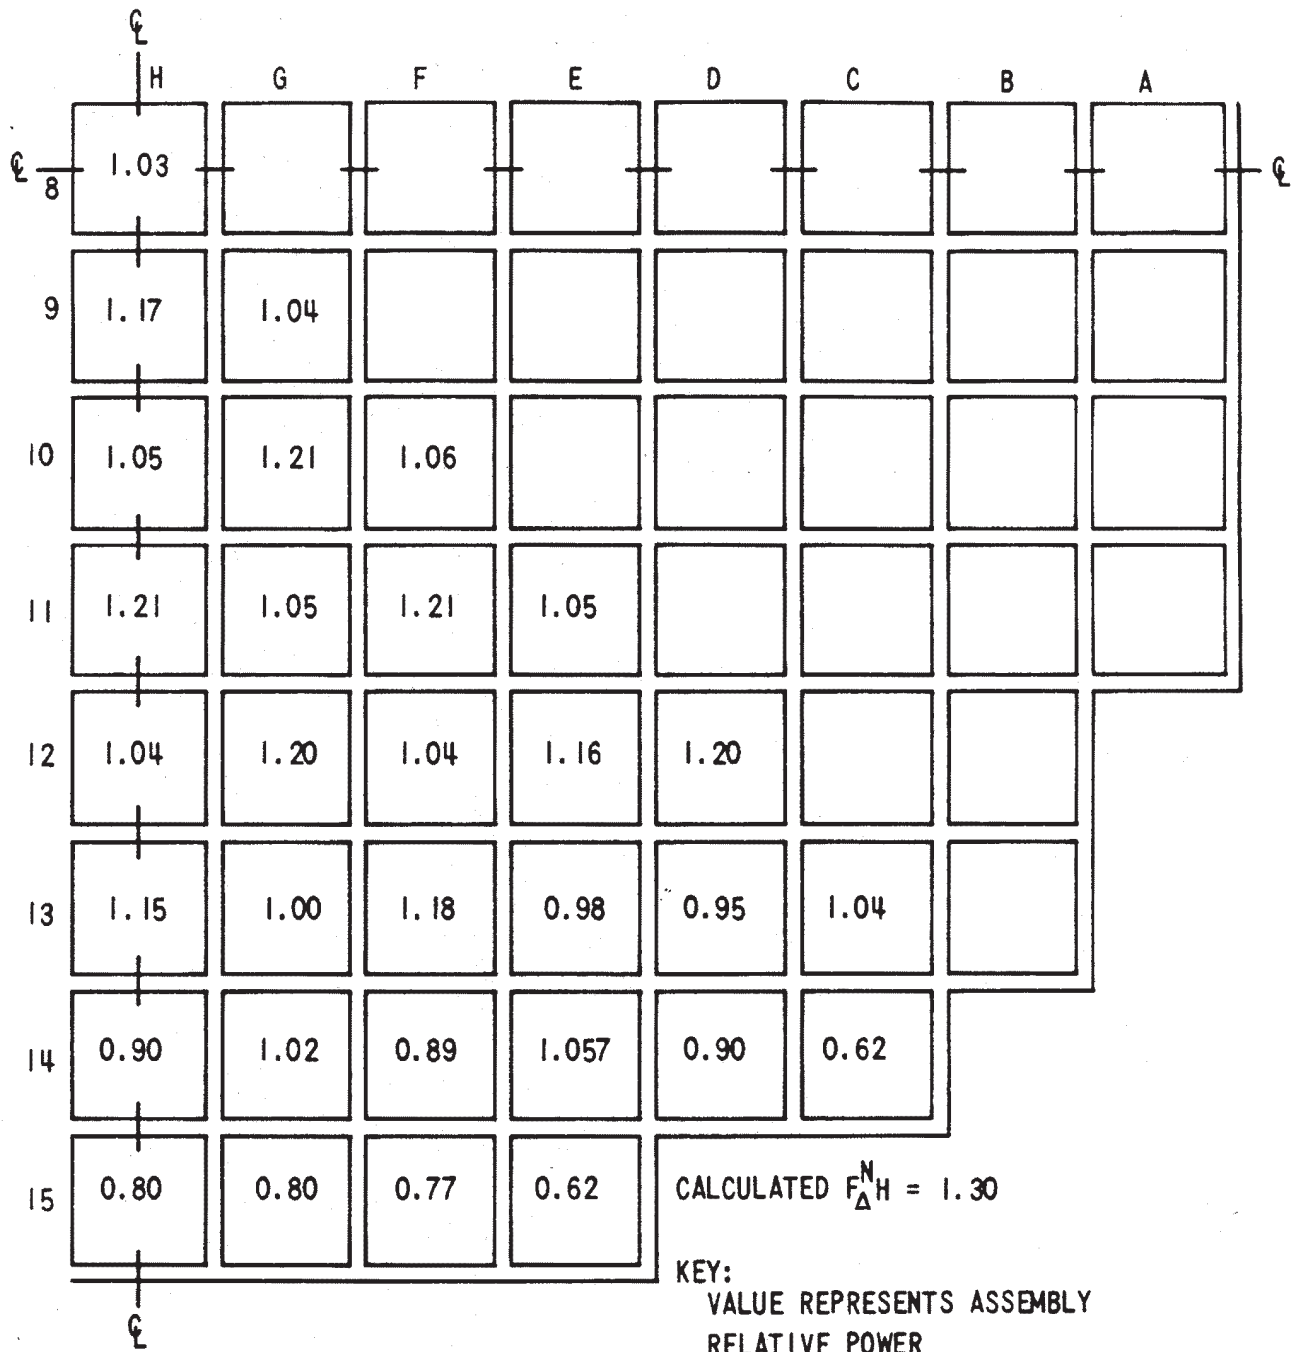 ℄
H G F E D C B A
℄ 8 1.03 ℄
9 1.17 1.04
10 1.05 1.21 1.06
11 1.21 1.05 1.21 1.05
12 1.04 1.20 1.04 1.16 1.20
13 1.15 1.00 1.18 0.98 0.95 1.04
14 0.90 1.02 0.89 1.057 0.90 0.62
15 0.80 0.80 0.77 0.62
CALCULATED F^N_ΔH = 1.30
KEY:
VALUE REPRESENTS ASSEMBLY
RELATIVE POWER
℄